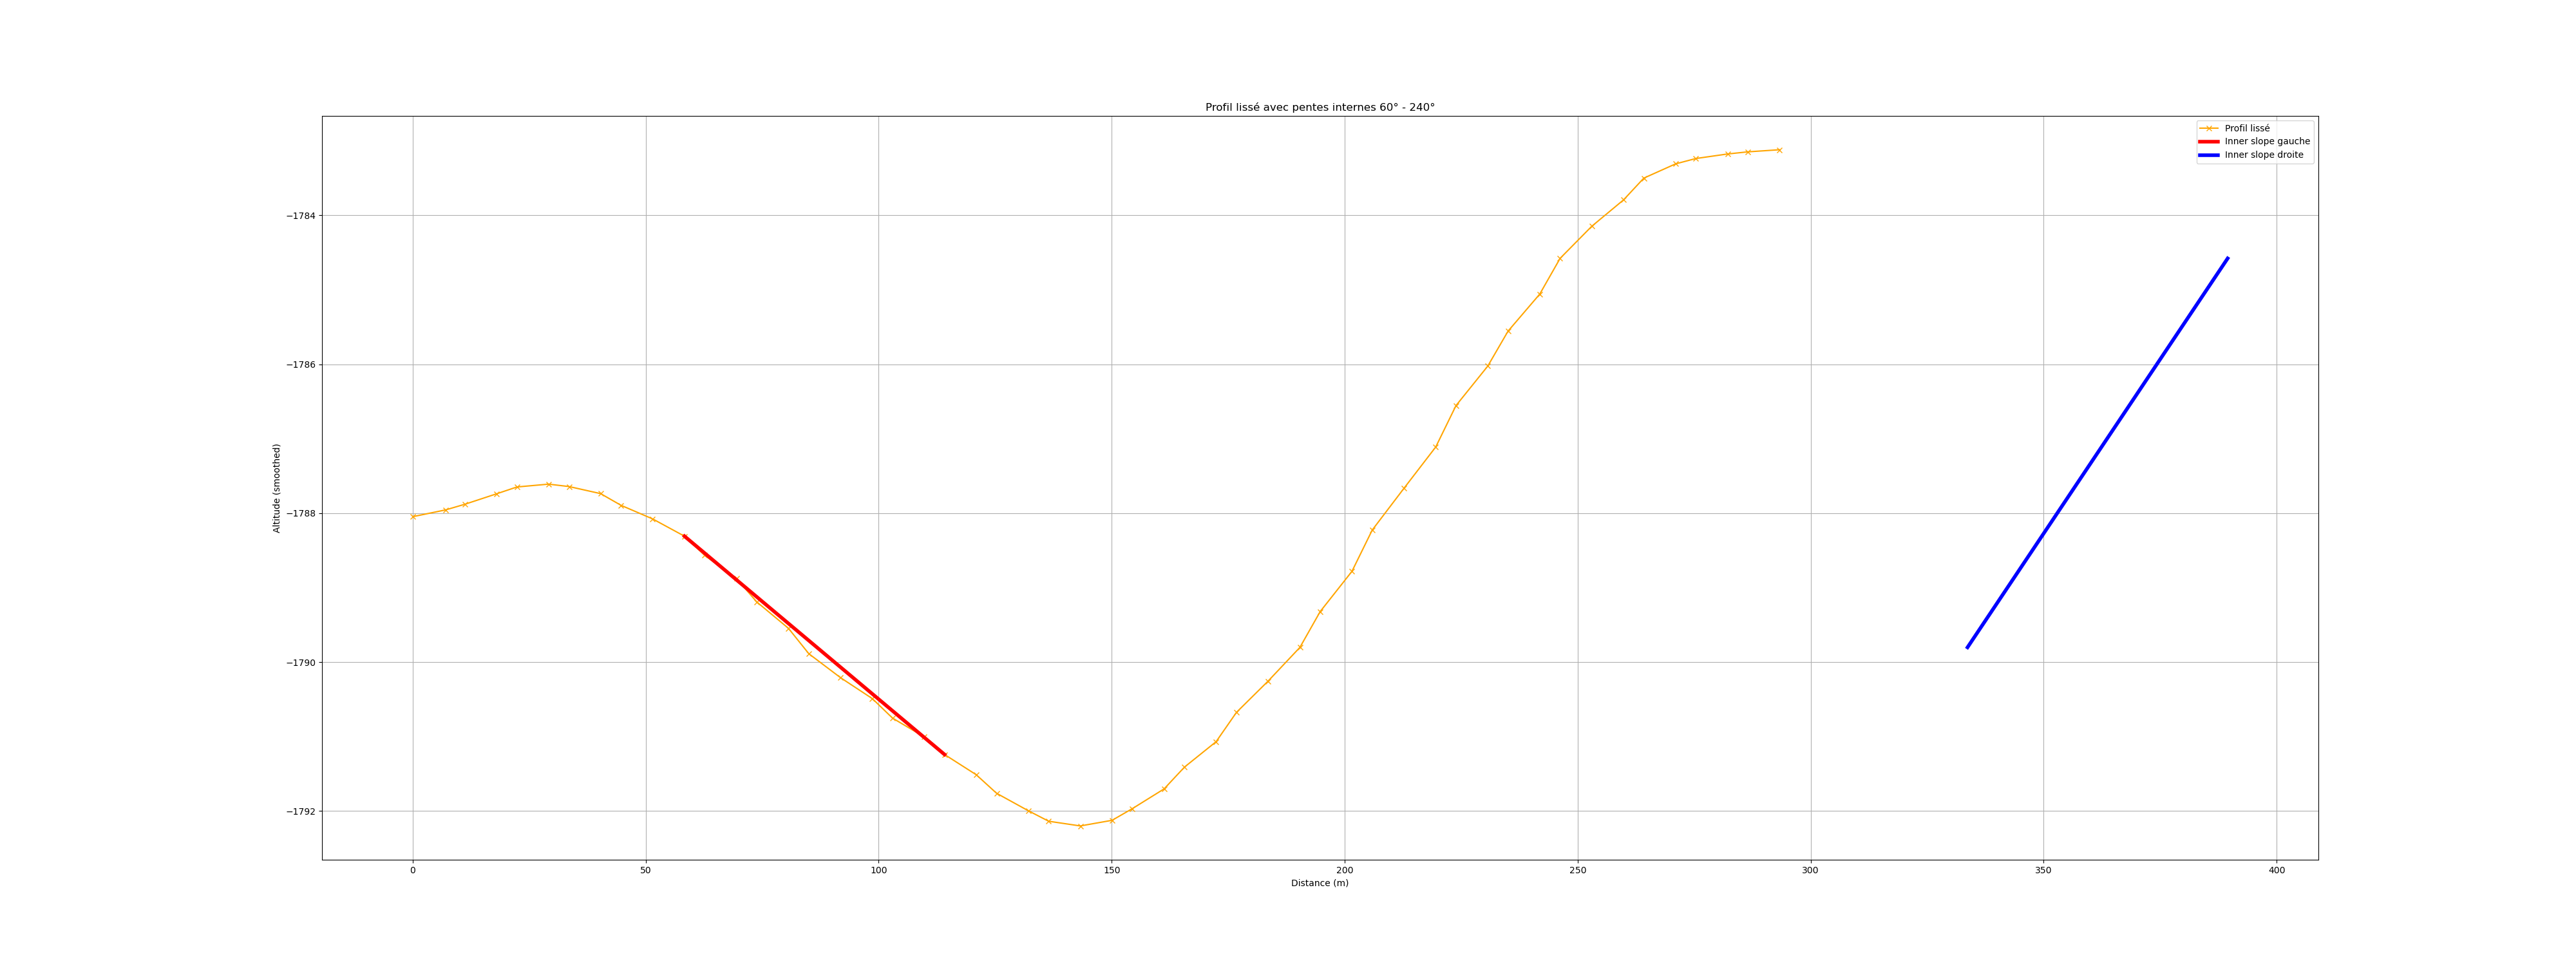 Profil lissé avec pentes internes 60° - 240°
Profil lissé
Inner slope gauche
Inner slope droite
Altitude (smoothed)
−1784
−1786
−1788
−1790
−1792
0 50 100 150 200 250 300 350 400
Distance (m)